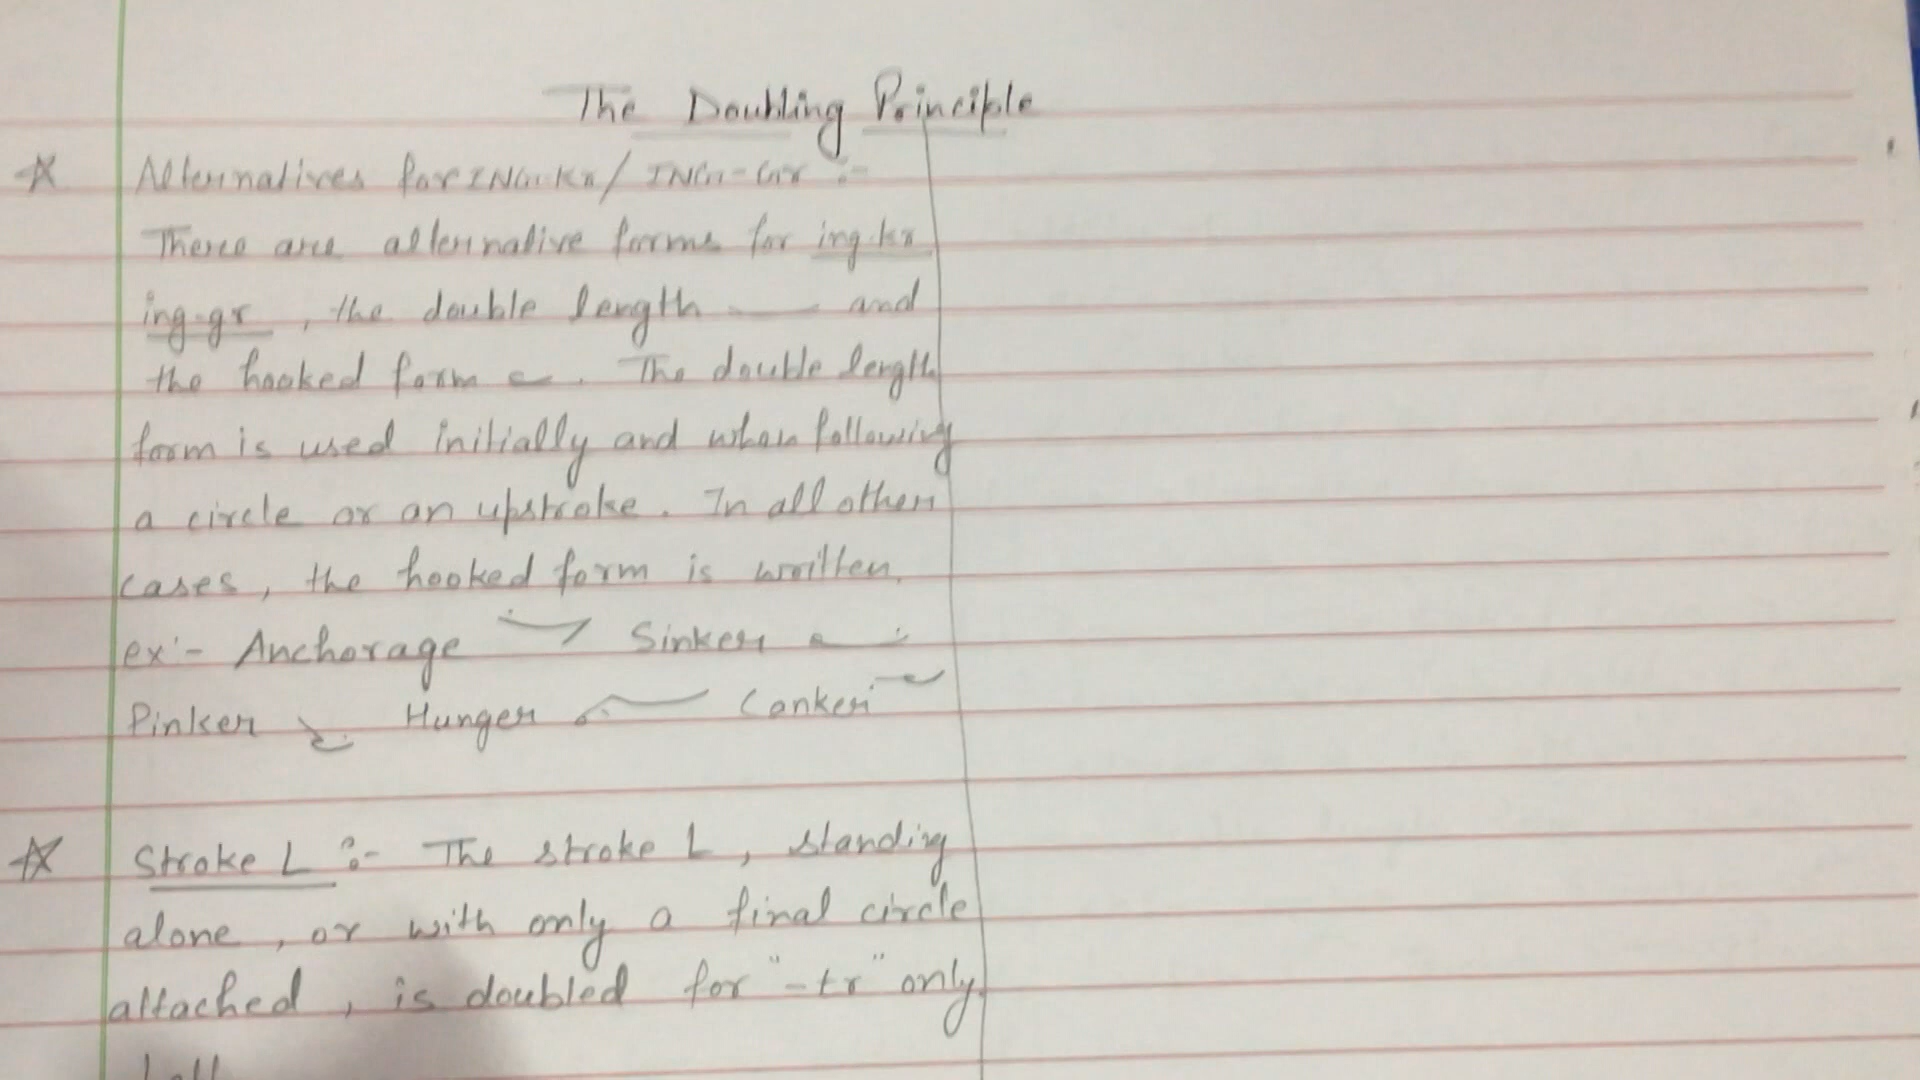 The Doubling Principle
☆ Alternatives for ING-Kr/ ING-Gr :-
There are alternative forms for ing-kr
ing-gr, the double length and
the hooked form . The double length
form is used initially and when following
a circle or an upstroke. In all other
cases, the hooked form is written.
ex:- Anchorage Sinker
Pinker Hunger Canker
☆ Stroke L :- The stroke L, standing
alone, or with only a final circle
attached, is doubled for "-tr" only